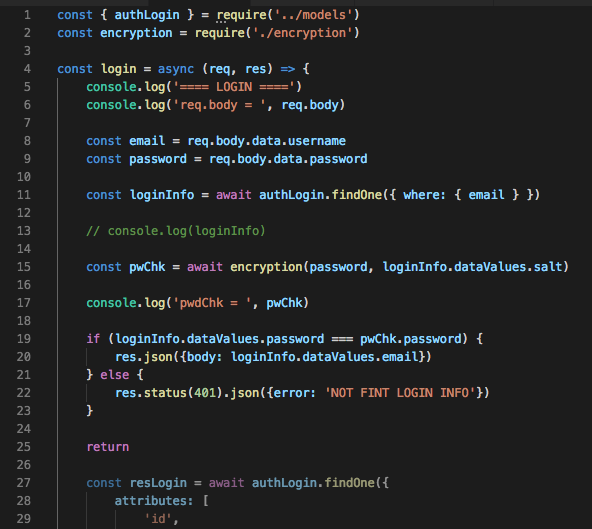 1 const { authLogin } = require('../models')
2 const encryption = require('./encryption')
3
4 const login = async (req, res) => {
5 console.log('==== LOGIN ====')
6 console.log('req.body = ', req.body)
7
8 const email = req.body.data.username
9 const password = req.body.data.password
10
11 const loginInfo = await authLogin.findOne({ where: { email } })
12
13 // console.log(loginInfo)
14
15 const pwChk = await encryption(password, loginInfo.dataValues.salt)
16
17 console.log('pwdChk = ', pwChk)
18
19 if (loginInfo.dataValues.password === pwChk.password) {
20 res.json({body: loginInfo.dataValues.email})
21 } else {
22 res.status(401).json({error: 'NOT FINT LOGIN INFO'})
23 }
24
25 return
26
27 const resLogin = await authLogin.findOne({
28 attributes: [
29 'id',